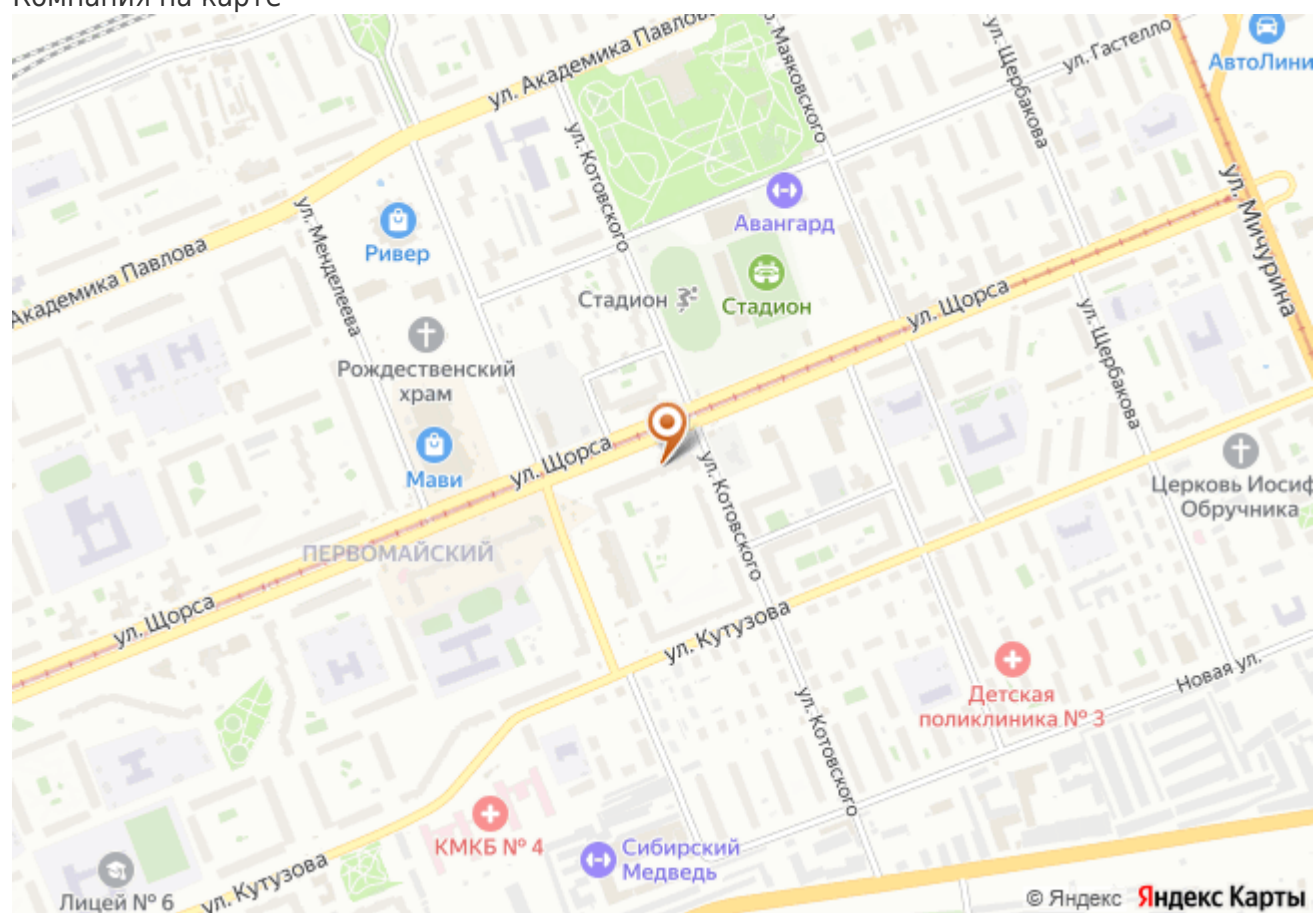 Компания на карте
ул. Академика Павлова
Маяковского
ул. Щербакова
ул. Гастелло
АвтоЛини
ул. Котовского
ул. Мичурина
Авангард
ул. Менделеева
Ривер
Академика Павлова
Стадион
Стадион
ул. Щорса
ул. Щербакова
Рождественский
храм
ул. Щорса
Мави
ул. Котовского
Церковь Иосиф
Обручника
ПЕРВОМАЙСКИЙ
ул. Щорса
ул. Кутузова
Детская
поликлиника № 3
Новая ул.
ул. Котовского
КМКБ № 4
Сибирский
Медведь
Лицей № 6
ул. Кутузова
© Яндекс Яндекс Карты